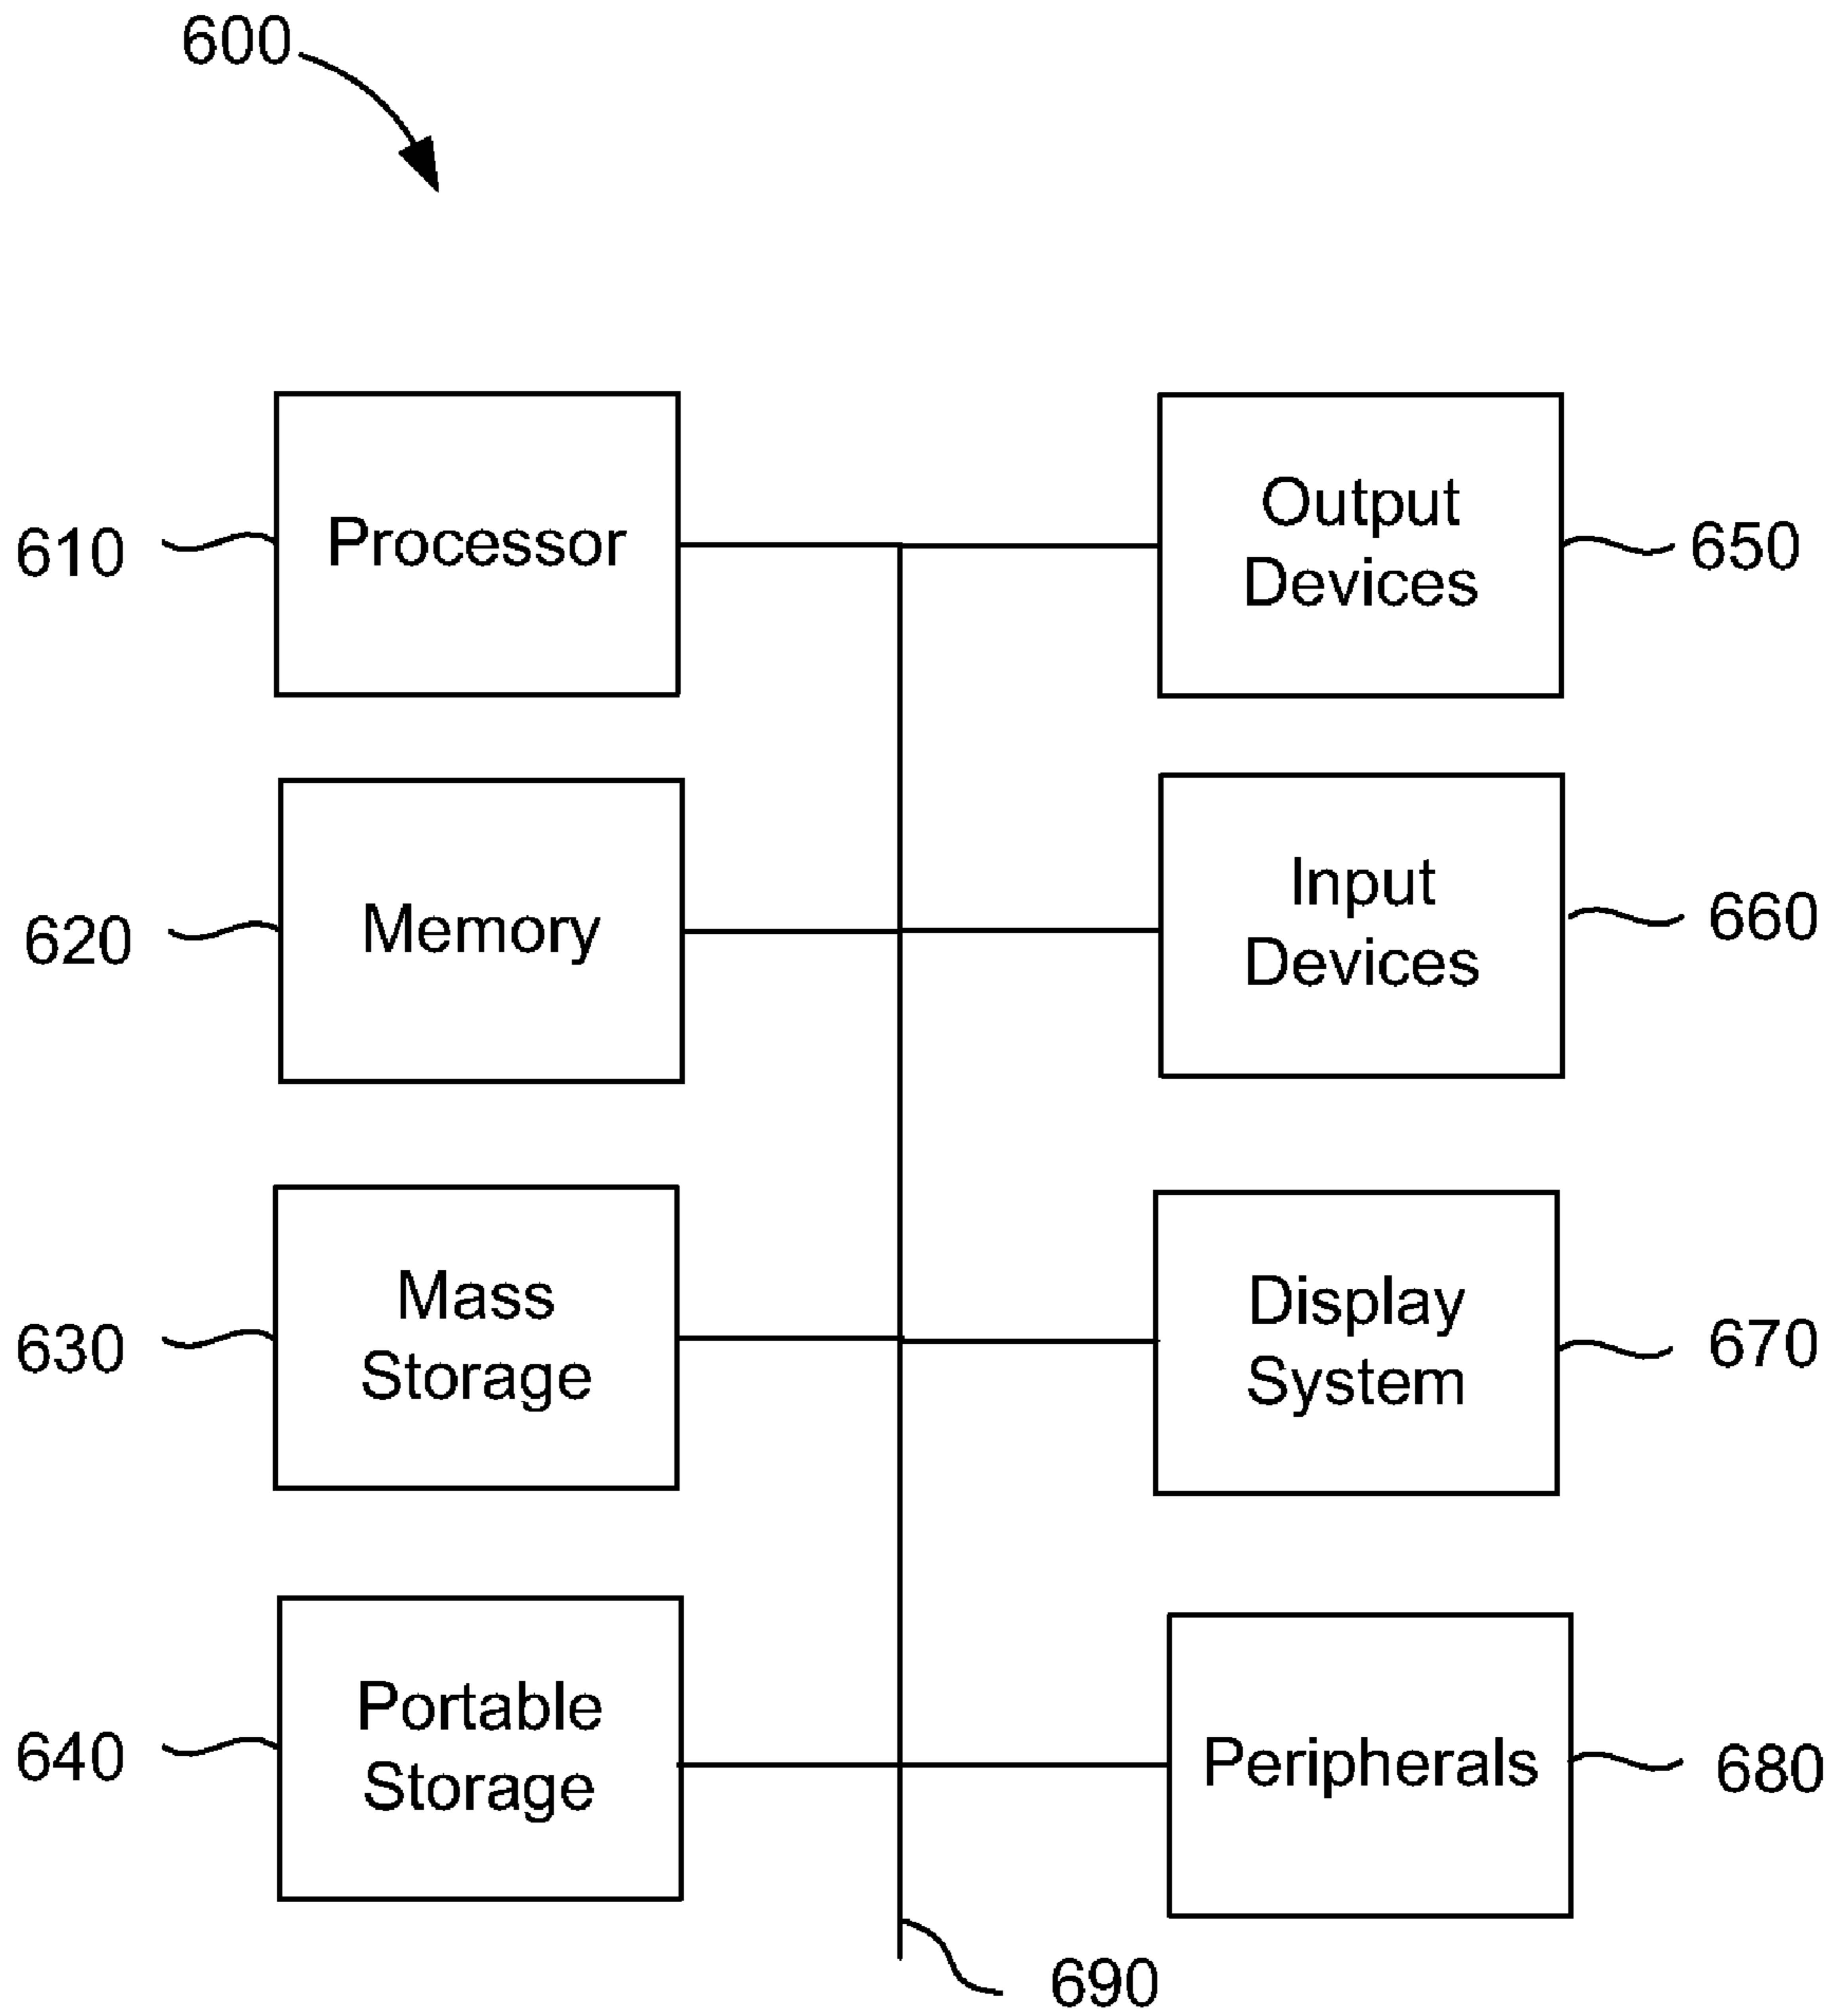 600
610
Processor
Output
Devices
650
620
Memory
Input
Devices
660
630
Mass
Storage
Display
System
670
640
Portable
Storage
Peripherals
680
690